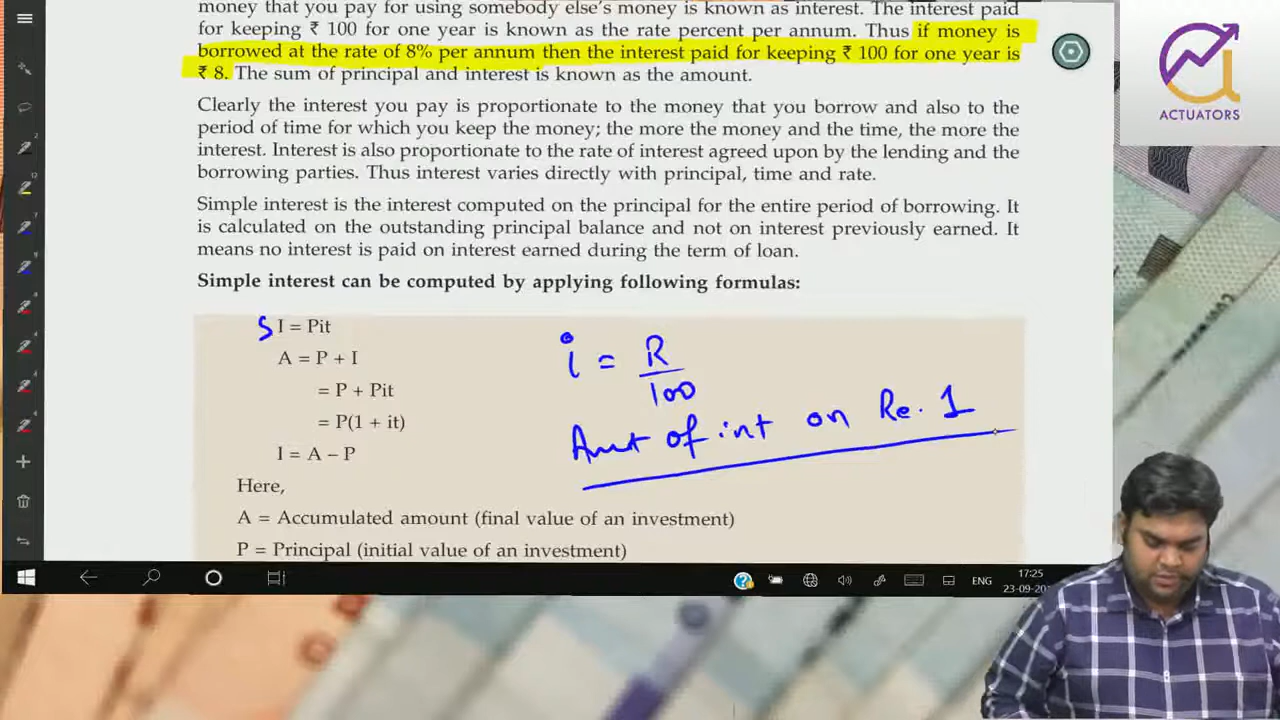 money that you pay for using somebody else's money is known as interest. The interest paid
for keeping ₹ 100 for one year is known as the rate percent per annum. Thus if money is
borrowed at the rate of 8% per annum then the interest paid for keeping ₹ 100 for one year is
₹ 8. The sum of principal and interest is known as the amount.
ACTUATORS
Clearly the interest you pay is proportionate to the money that you borrow and also to the
period of time for which you keep the money; the more the money and the time, the more the
interest. Interest is also proportionate to the rate of interest agreed upon by the lending and the
borrowing parties. Thus interest varies directly with principal, time and rate.
Simple interest is the interest computed on the principal for the entire period of borrowing. It
is calculated on the outstanding principal balance and not on interest previously earned. It
means no interest is paid on interest earned during the term of loan.
Simple interest can be computed by applying following formulas:
S I = Pit
A = P + I
= P + Pit
= P(1 + it)
I = A – P
i = R/100
Amt of int on Re. 1
Here,
A = Accumulated amount (final value of an investment)
P = Principal (initial value of an investment)
ENG
17:25